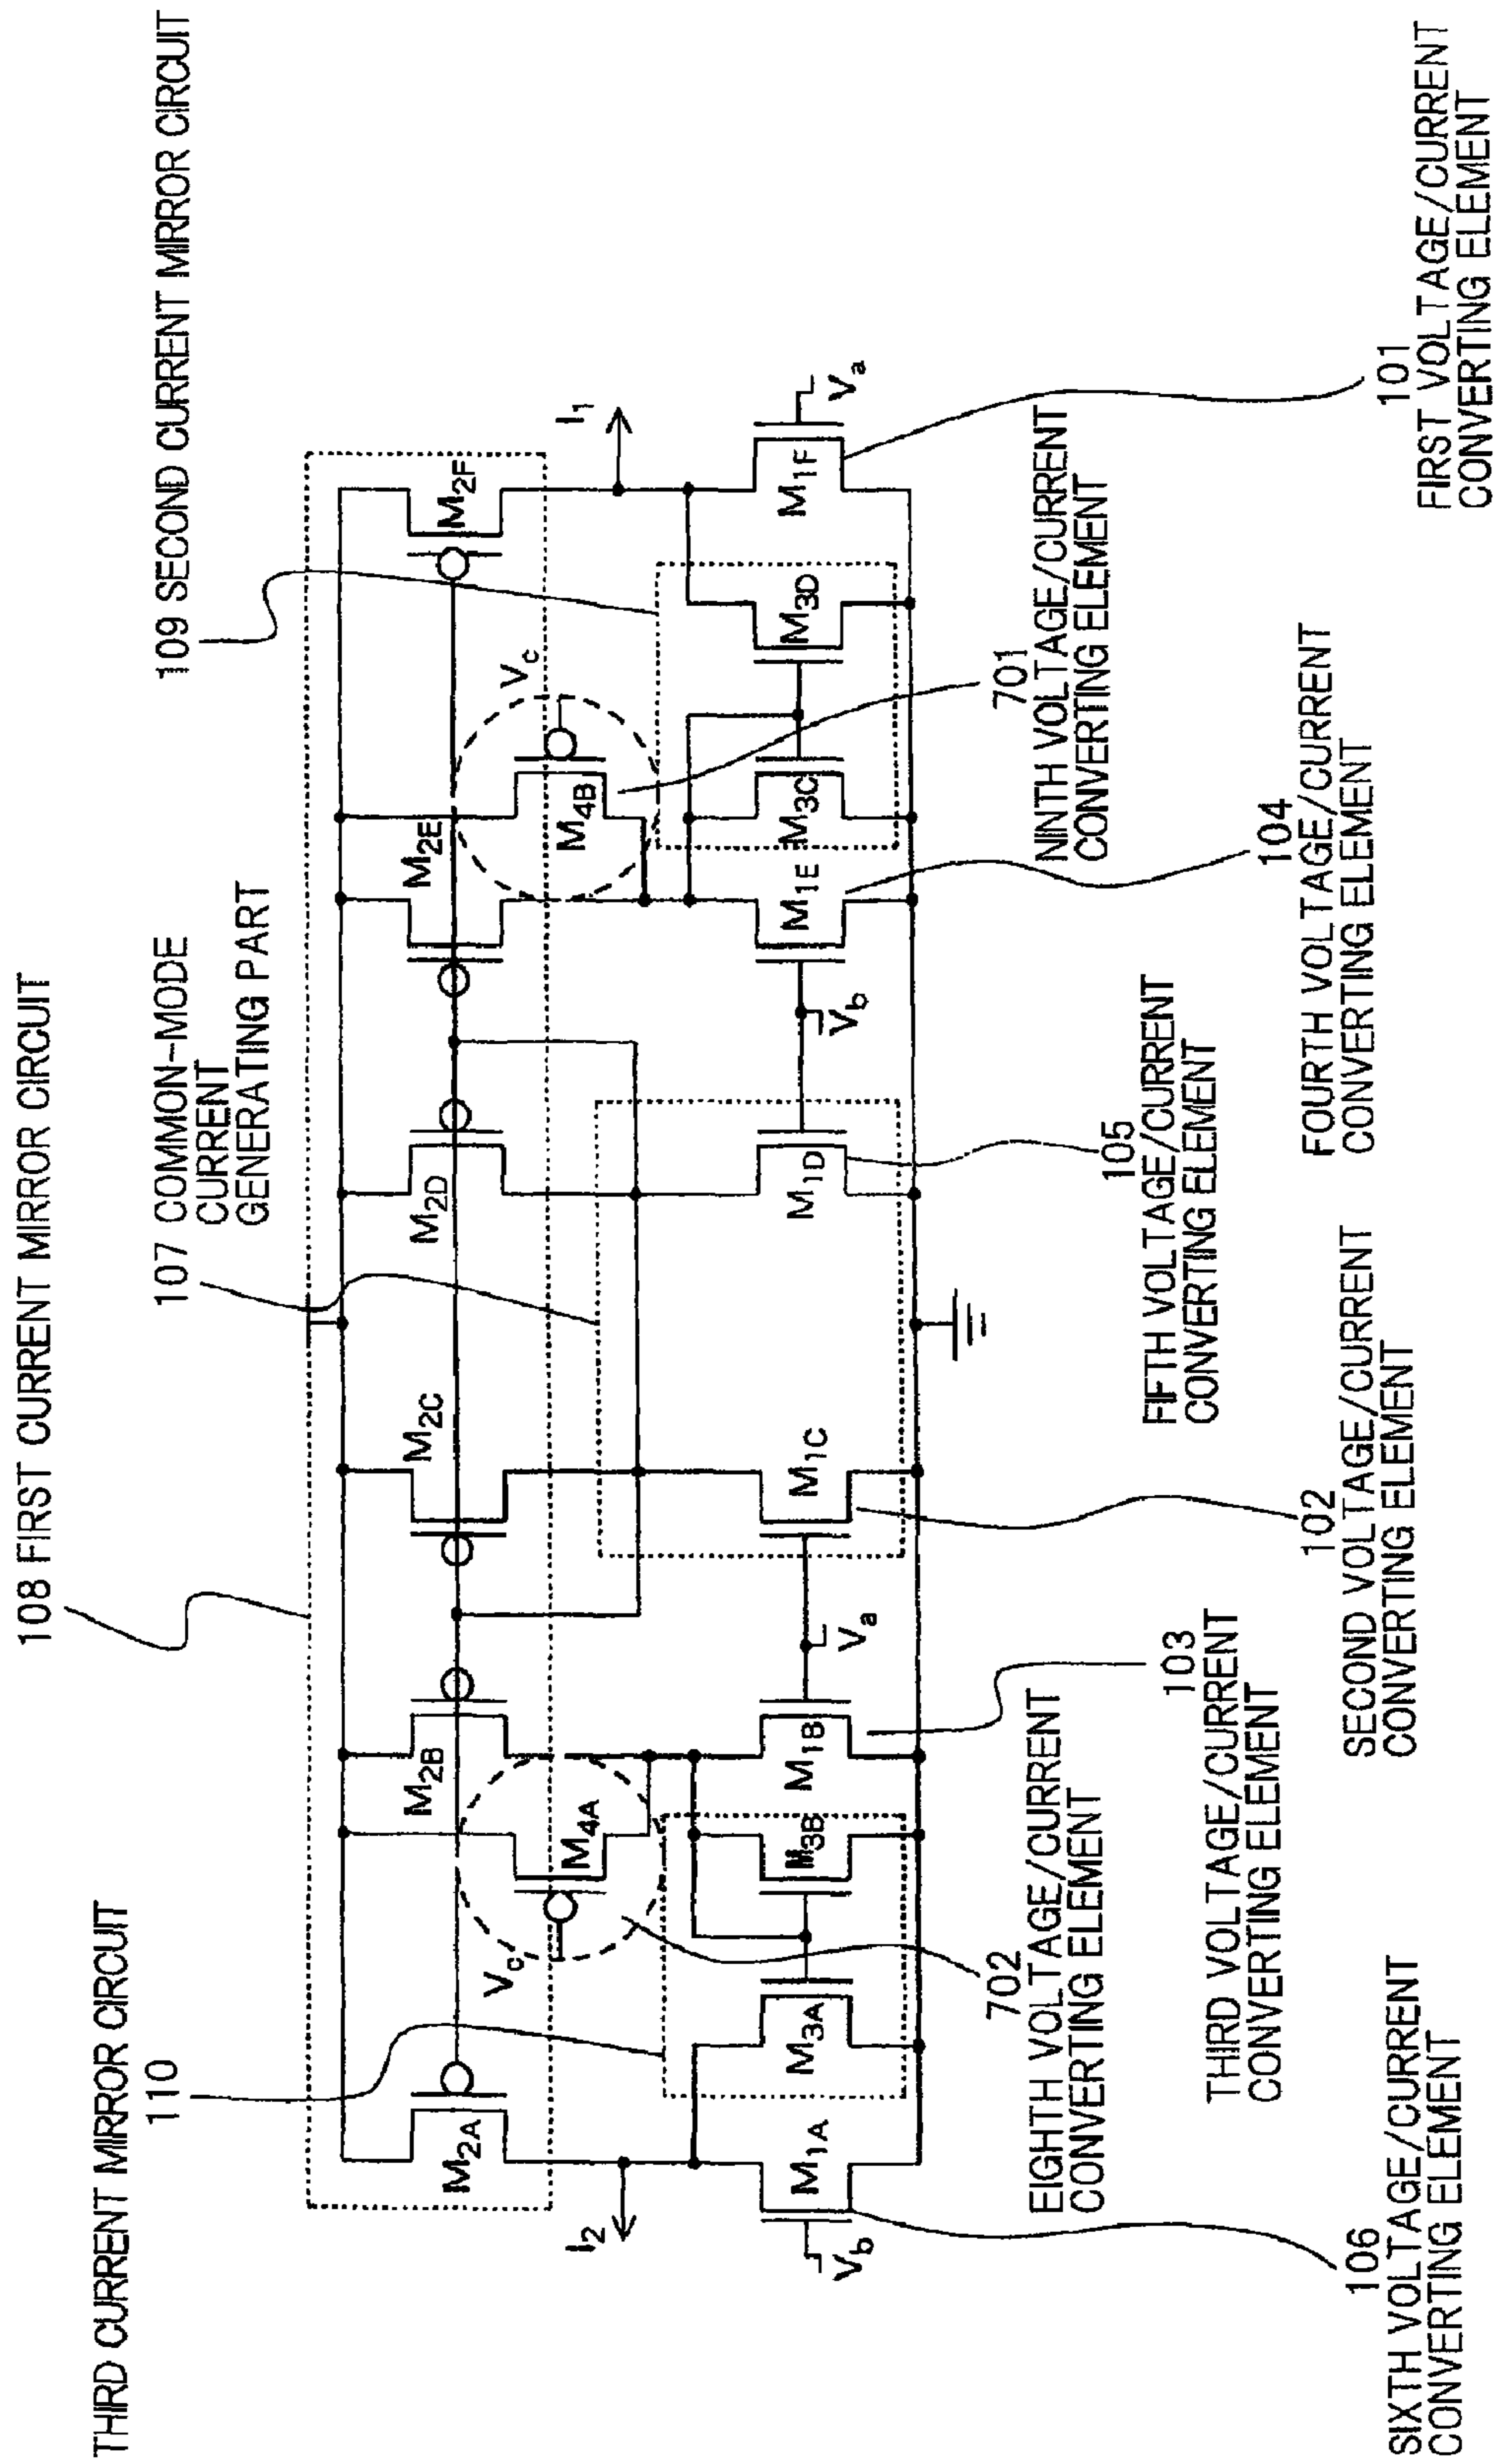 108 FIRST CURRENT MIRROR CIRCUIT
THIRD CURRENT MIRROR CIRCUIT
110
107 COMMON-MODE
CURRENT
GENERATING PART
109 SECOND CURRENT MIRROR CIRCUIT
M2A
M2B
M2C
M2D
M2E
M2F
Vc
M4A
M4B
Vc
I2
I1
M1A
M3A
M3B
M1B
M1C
M1D
M1E
M3C
M3D
M1F
Vb
Va
Vb
Va
106
SIXTH VOLTAGE/CURRENT
CONVERTING ELEMENT
702
EIGHTH VOLTAGE/CURRENT
CONVERTING ELEMENT
103
THIRD VOLTAGE/CURRENT
CONVERTING ELEMENT
102
SECOND VOLTAGE/CURRENT
CONVERTING ELEMENT
105
FIFTH VOLTAGE/CURRENT
CONVERTING ELEMENT
104
FOURTH VOLTAGE/CURRENT
CONVERTING ELEMENT
701
NINTH VOLTAGE/CURRENT
CONVERTING ELEMENT
101
FIRST VOLTAGE/CURRENT
CONVERTING ELEMENT